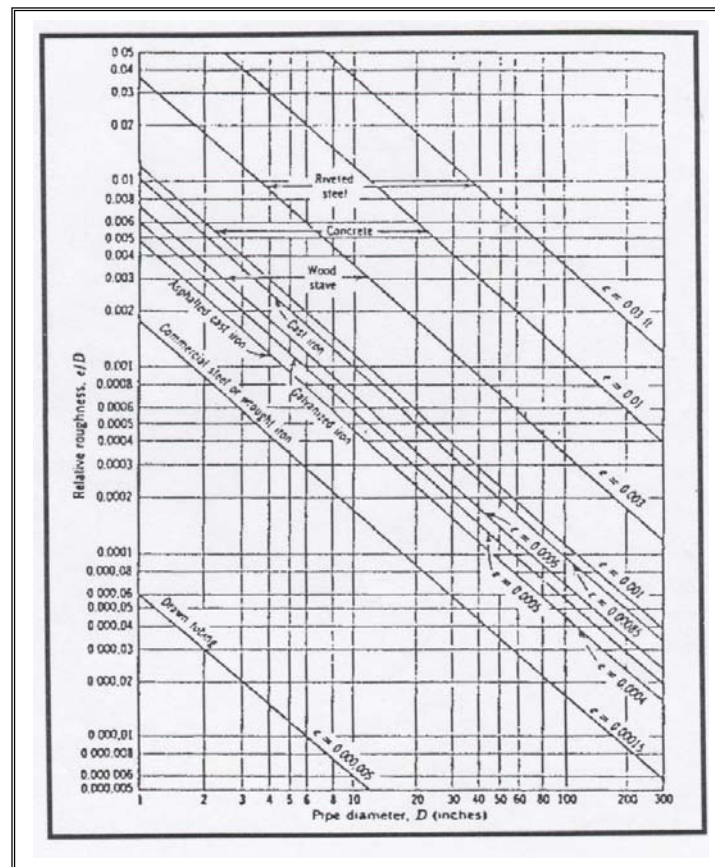 0.05
0.04
0.03
0.02
0.01
0.008
0.006
0.005
0.004
0.003
0.002
0.001
0.0008
0.0006
0.0005
0.0004
0.0003
0.0002
0.0001
0.000,08
0.000,06
0.000,05
0.000,04
0.000,03
0.000,02
0.000,01
0.000,008
0.000,006
0.000,005
Relative roughness, e/D
Riveted
steel
Concrete
Wood
stave
Cast iron
Asphalted cast iron
Galvanized iron
Commercial steel or wrought iron
Drawn tubing
e = 0.03 ft
e = 0.01
e = 0.003
e = 0.001
e = 0.00085
e = 0.0006
e = 0.0005
e = 0.0004
e = 0.00015
e = 0.000,005
1 2 3 4 5 6 8 10 20 30 40 50 60 80 100 200 300
Pipe diameter, D (inches)